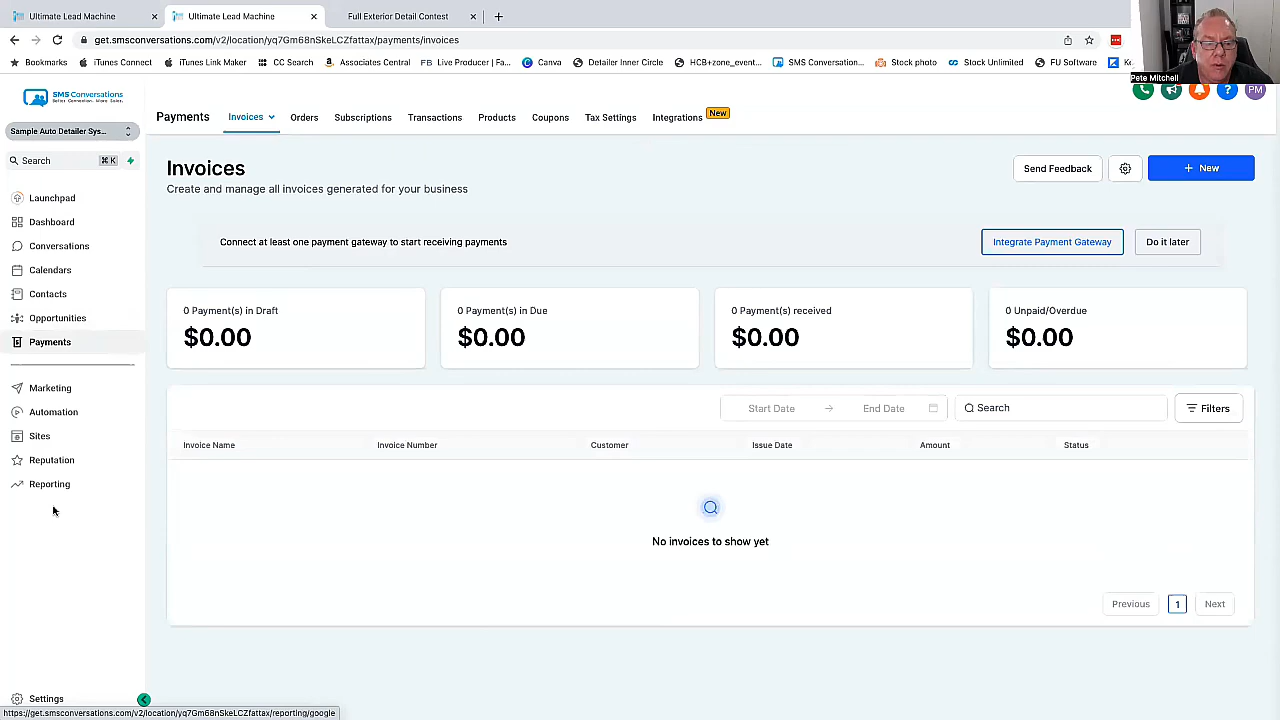 Ultimate Lead Machine
Ultimate Lead Machine
Full Exterior Detail Contest
get.smsconversations.com/v2/location/yq7Gm68nSkeLCZfattax/payments/invoices
Bookmarks
iTunes Connect
iTunes Link Maker
CC Search
Associates Central
Live Producer | Fa...
Canva
Detailer Inner Circle
HCB+zone_event...
SMS Conversation...
Stock photo
Stock Unlimited
FU Software
Pete Mitchell
PM
SMS Conversations
Better Connection. More Sales.
Sample Auto Detailer Sys...
Search
⌘ K
Launchpad
Dashboard
Conversations
Calendars
Contacts
Opportunities
Payments
Marketing
Automation
Sites
Reputation
Reporting
Settings
Payments
Invoices
Orders
Subscriptions
Transactions
Products
Coupons
Tax Settings
Integrations
New
Invoices
Create and manage all invoices generated for your business
Send Feedback
+ New
Connect at least one payment gateway to start receiving payments
Integrate Payment Gateway
Do it later
0 Payment(s) in Draft
$0.00
0 Payment(s) in Due
$0.00
0 Payment(s) received
$0.00
0 Unpaid/Overdue
$0.00
Start Date
End Date
Search
Filters
Invoice Name
Invoice Number
Customer
Issue Date
Amount
Status
No invoices to show yet
Previous
1
Next
https://get.smsconversations.com/v2/location/yq7Gm68nSkeLCZfattax/reporting/google